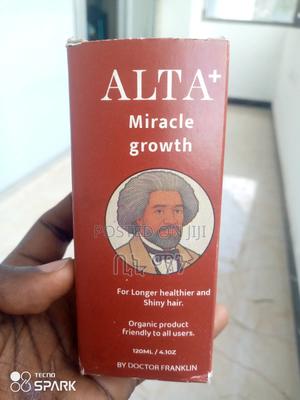 ALTA+
Miracle
growth
POSTED ON JIJI
For Longer healthier and
Shiny hair.
Organic product
friendly to all users.
120ML / 4.1OZ
BY DOCTOR FRANKLIN
TECNO
SPARK